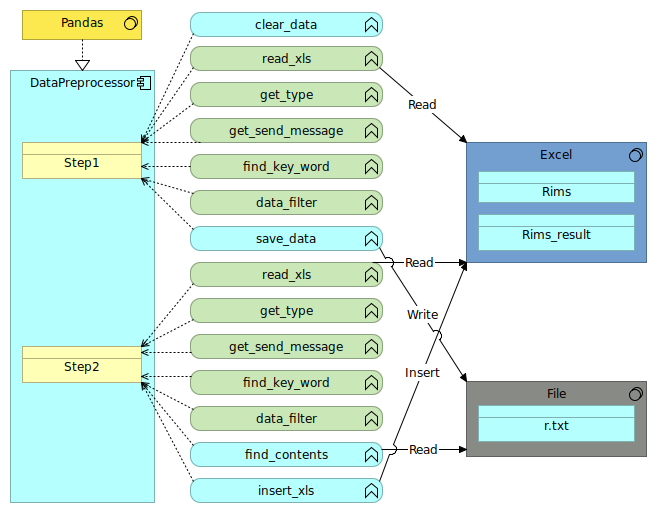 Pandas
DataPreprocessor
Step1
Step2
clear_data
read_xls
get_type
get_send_message
find_key_word
data_filter
save_data
read_xls
get_type
get_send_message
find_key_word
data_filter
find_contents
insert_xls
Read
Read
Write
Insert
Read
Excel
Rims
Rims_result
File
r.txt